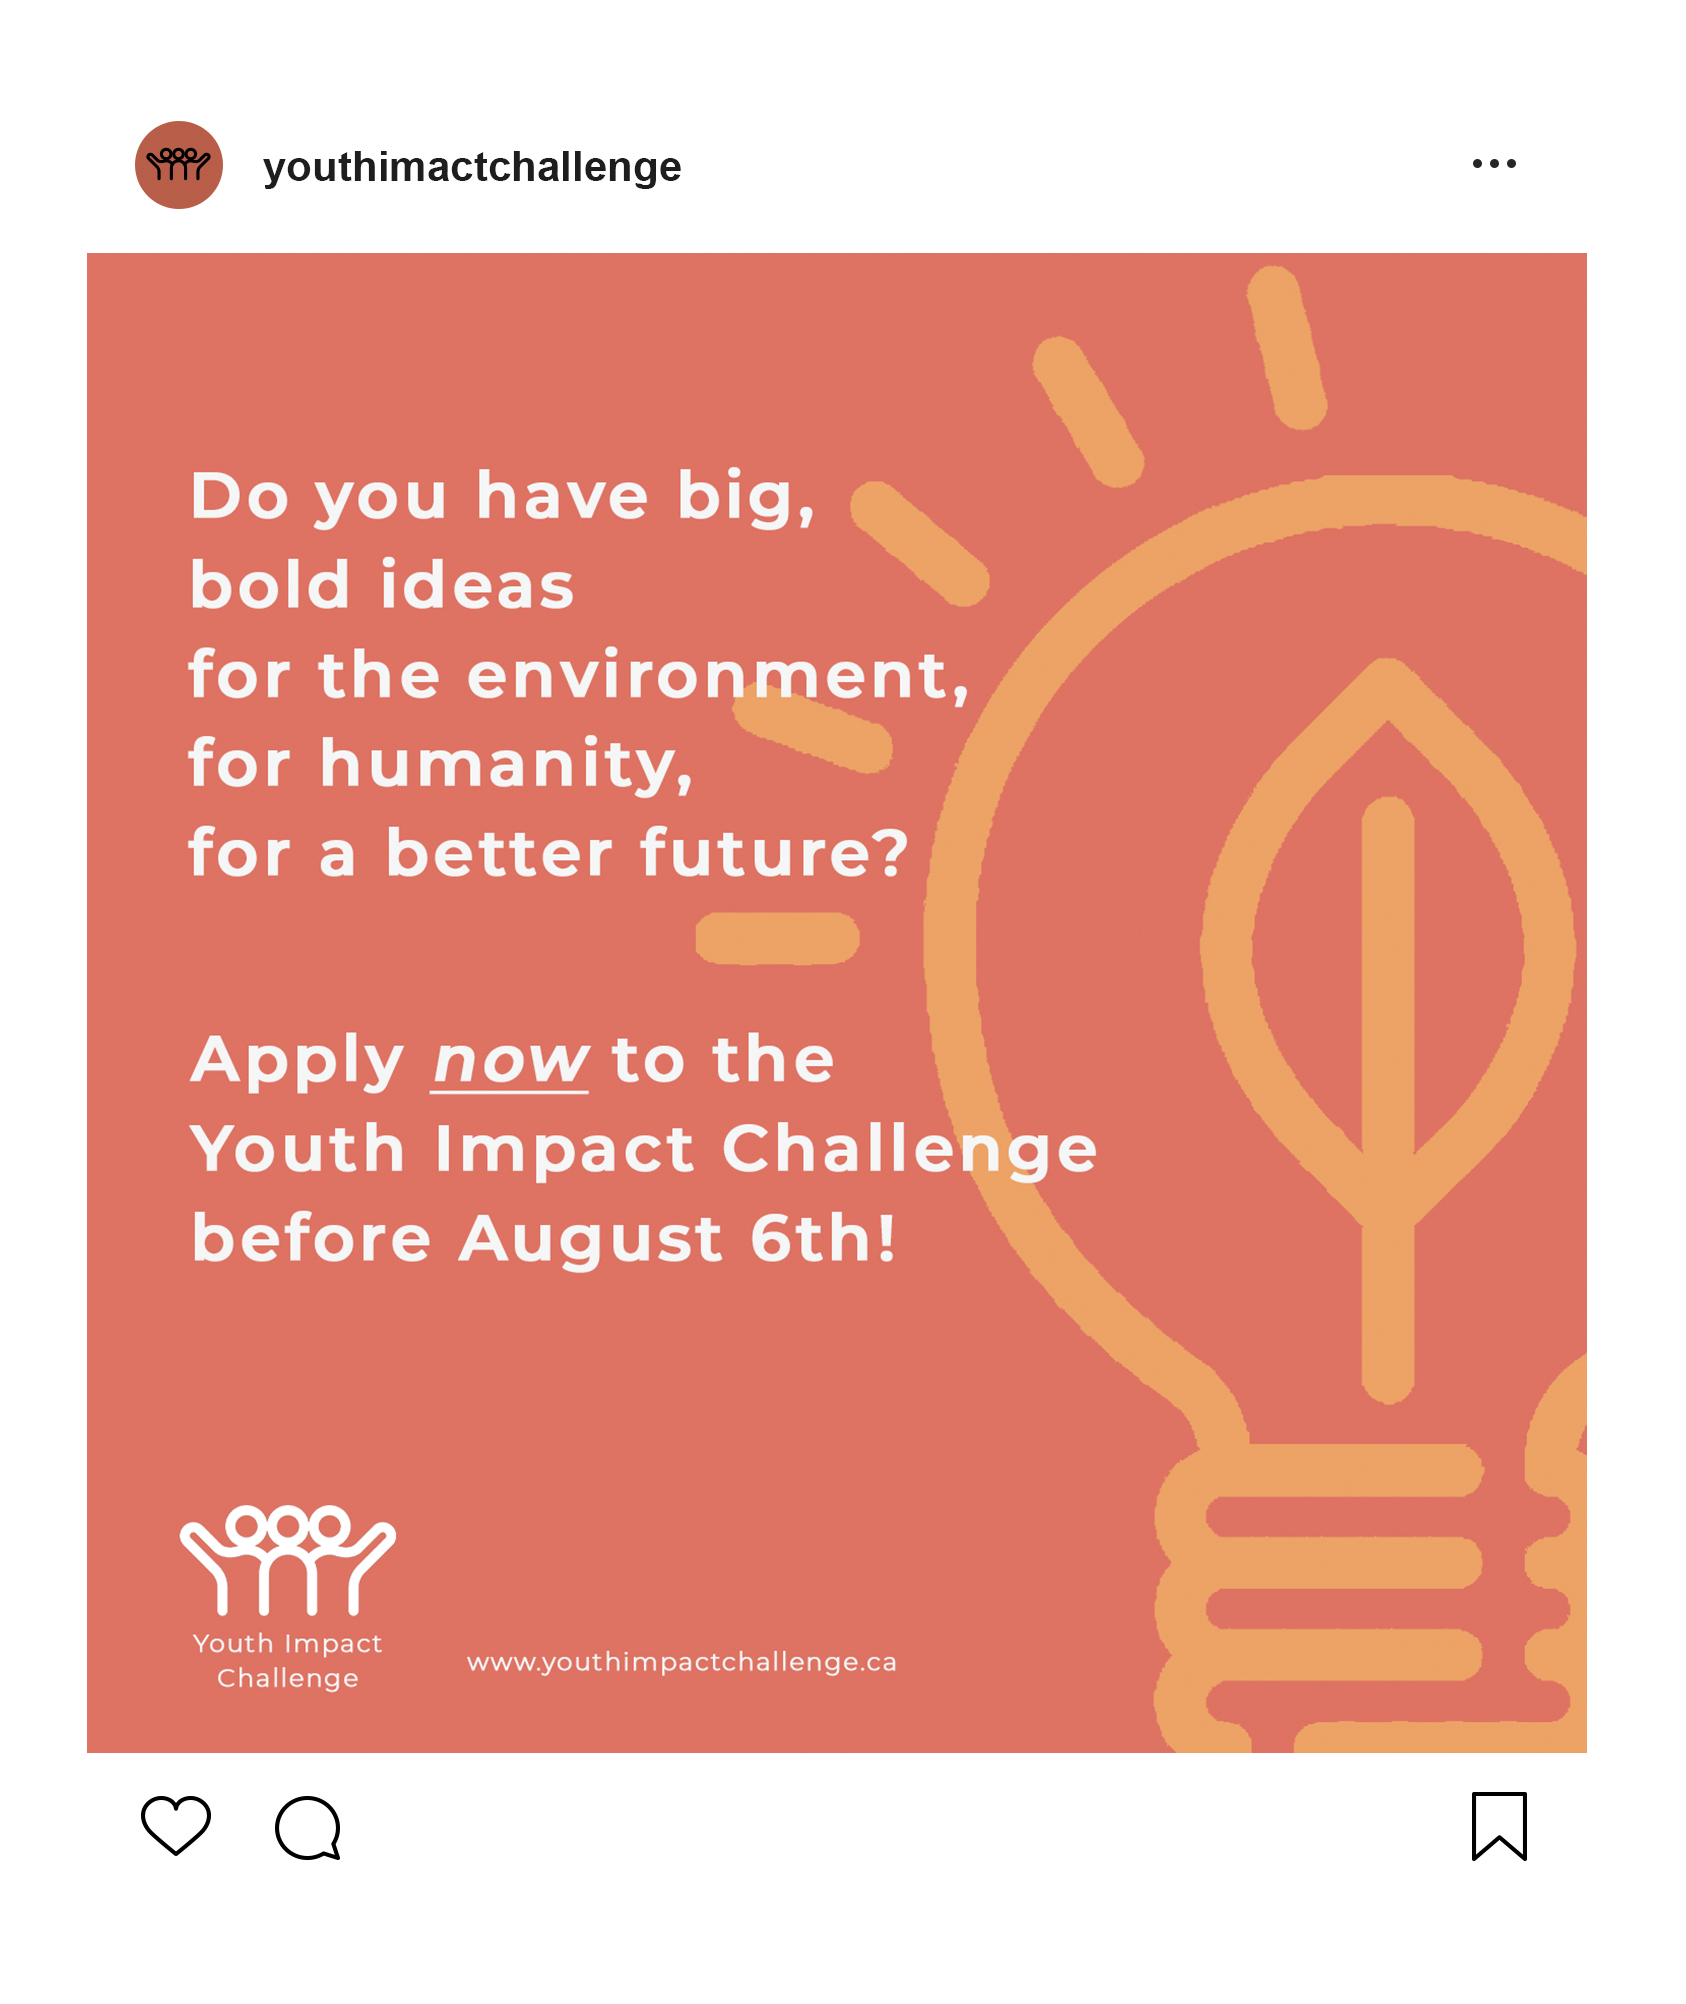 youthimactchallenge
Do you have big,
bold ideas
for the environment,
for humanity,
for a better future?
Apply now to the
Youth Impact Challenge
before August 6th!
Youth Impact
Challenge
www.youthimpactchallenge.ca